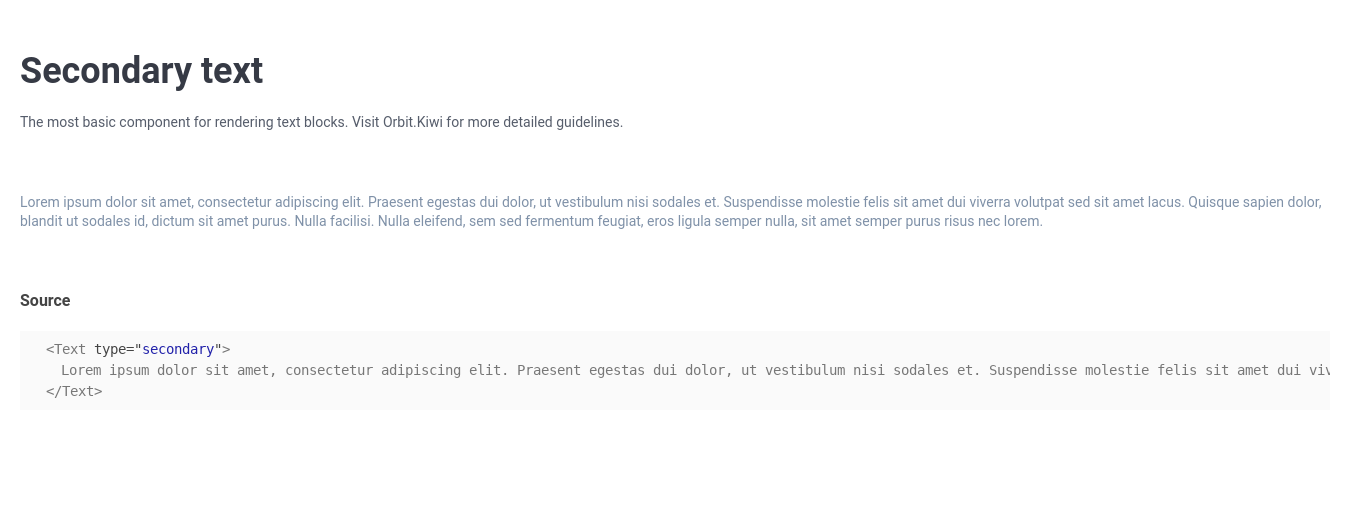 Secondary text
The most basic component for rendering text blocks. Visit Orbit.Kiwi for more detailed guidelines.
Lorem ipsum dolor sit amet, consectetur adipiscing elit. Praesent egestas dui dolor, ut vestibulum nisi sodales et. Suspendisse molestie felis sit amet dui viverra volutpat sed sit amet lacus. Quisque sapien dolor,
blandit ut sodales id, dictum sit amet purus. Nulla facilisi. Nulla eleifend, sem sed fermentum feugiat, eros ligula semper nulla, sit amet semper purus risus nec lorem.
Source
<Text type="secondary">
Lorem ipsum dolor sit amet, consectetur adipiscing elit. Praesent egestas dui dolor, ut vestibulum nisi sodales et. Suspendisse molestie felis sit amet dui
</Text>